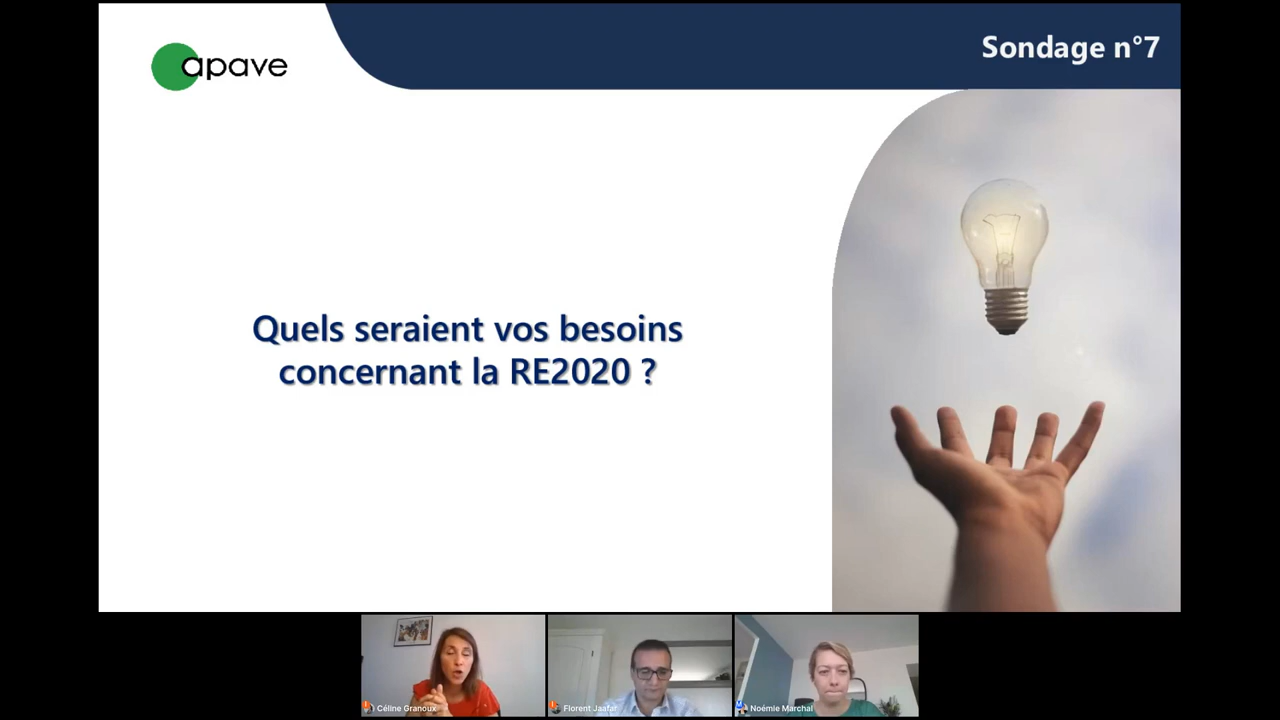 apave
Sondage n°7
Quels seraient vos besoins
concernant la RE2020 ?
Céline Granoux
Florent Jaafar
Noémie Marchal